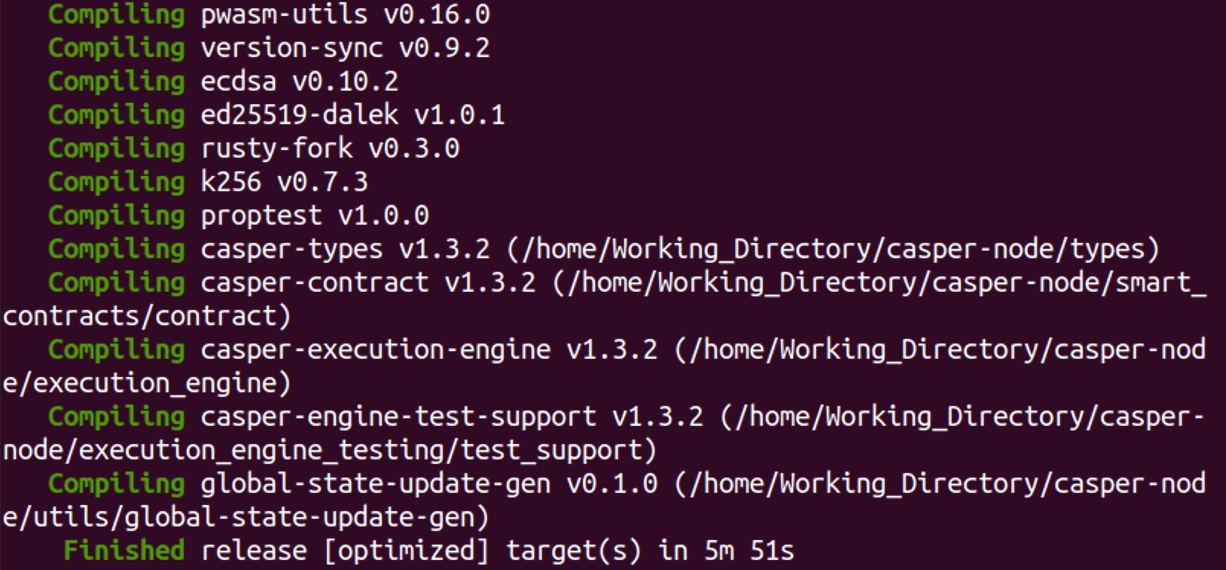 Compiling pwasm-utils v0.16.0
Compiling version-sync v0.9.2
Compiling ecdsa v0.10.2
Compiling ed25519-dalek v1.0.1
Compiling rusty-fork v0.3.0
Compiling k256 v0.7.3
Compiling proptest v1.0.0
Compiling casper-types v1.3.2 (/home/Working_Directory/casper-node/types)
Compiling casper-contract v1.3.2 (/home/Working_Directory/casper-node/smart_
contracts/contract)
Compiling casper-execution-engine v1.3.2 (/home/Working_Directory/casper-nod
e/execution_engine)
Compiling casper-engine-test-support v1.3.2 (/home/Working_Directory/casper-
node/execution_engine_testing/test_support)
Compiling global-state-update-gen v0.1.0 (/home/Working_Directory/casper-nod
e/utils/global-state-update-gen)
Finished release [optimized] target(s) in 5m 51s